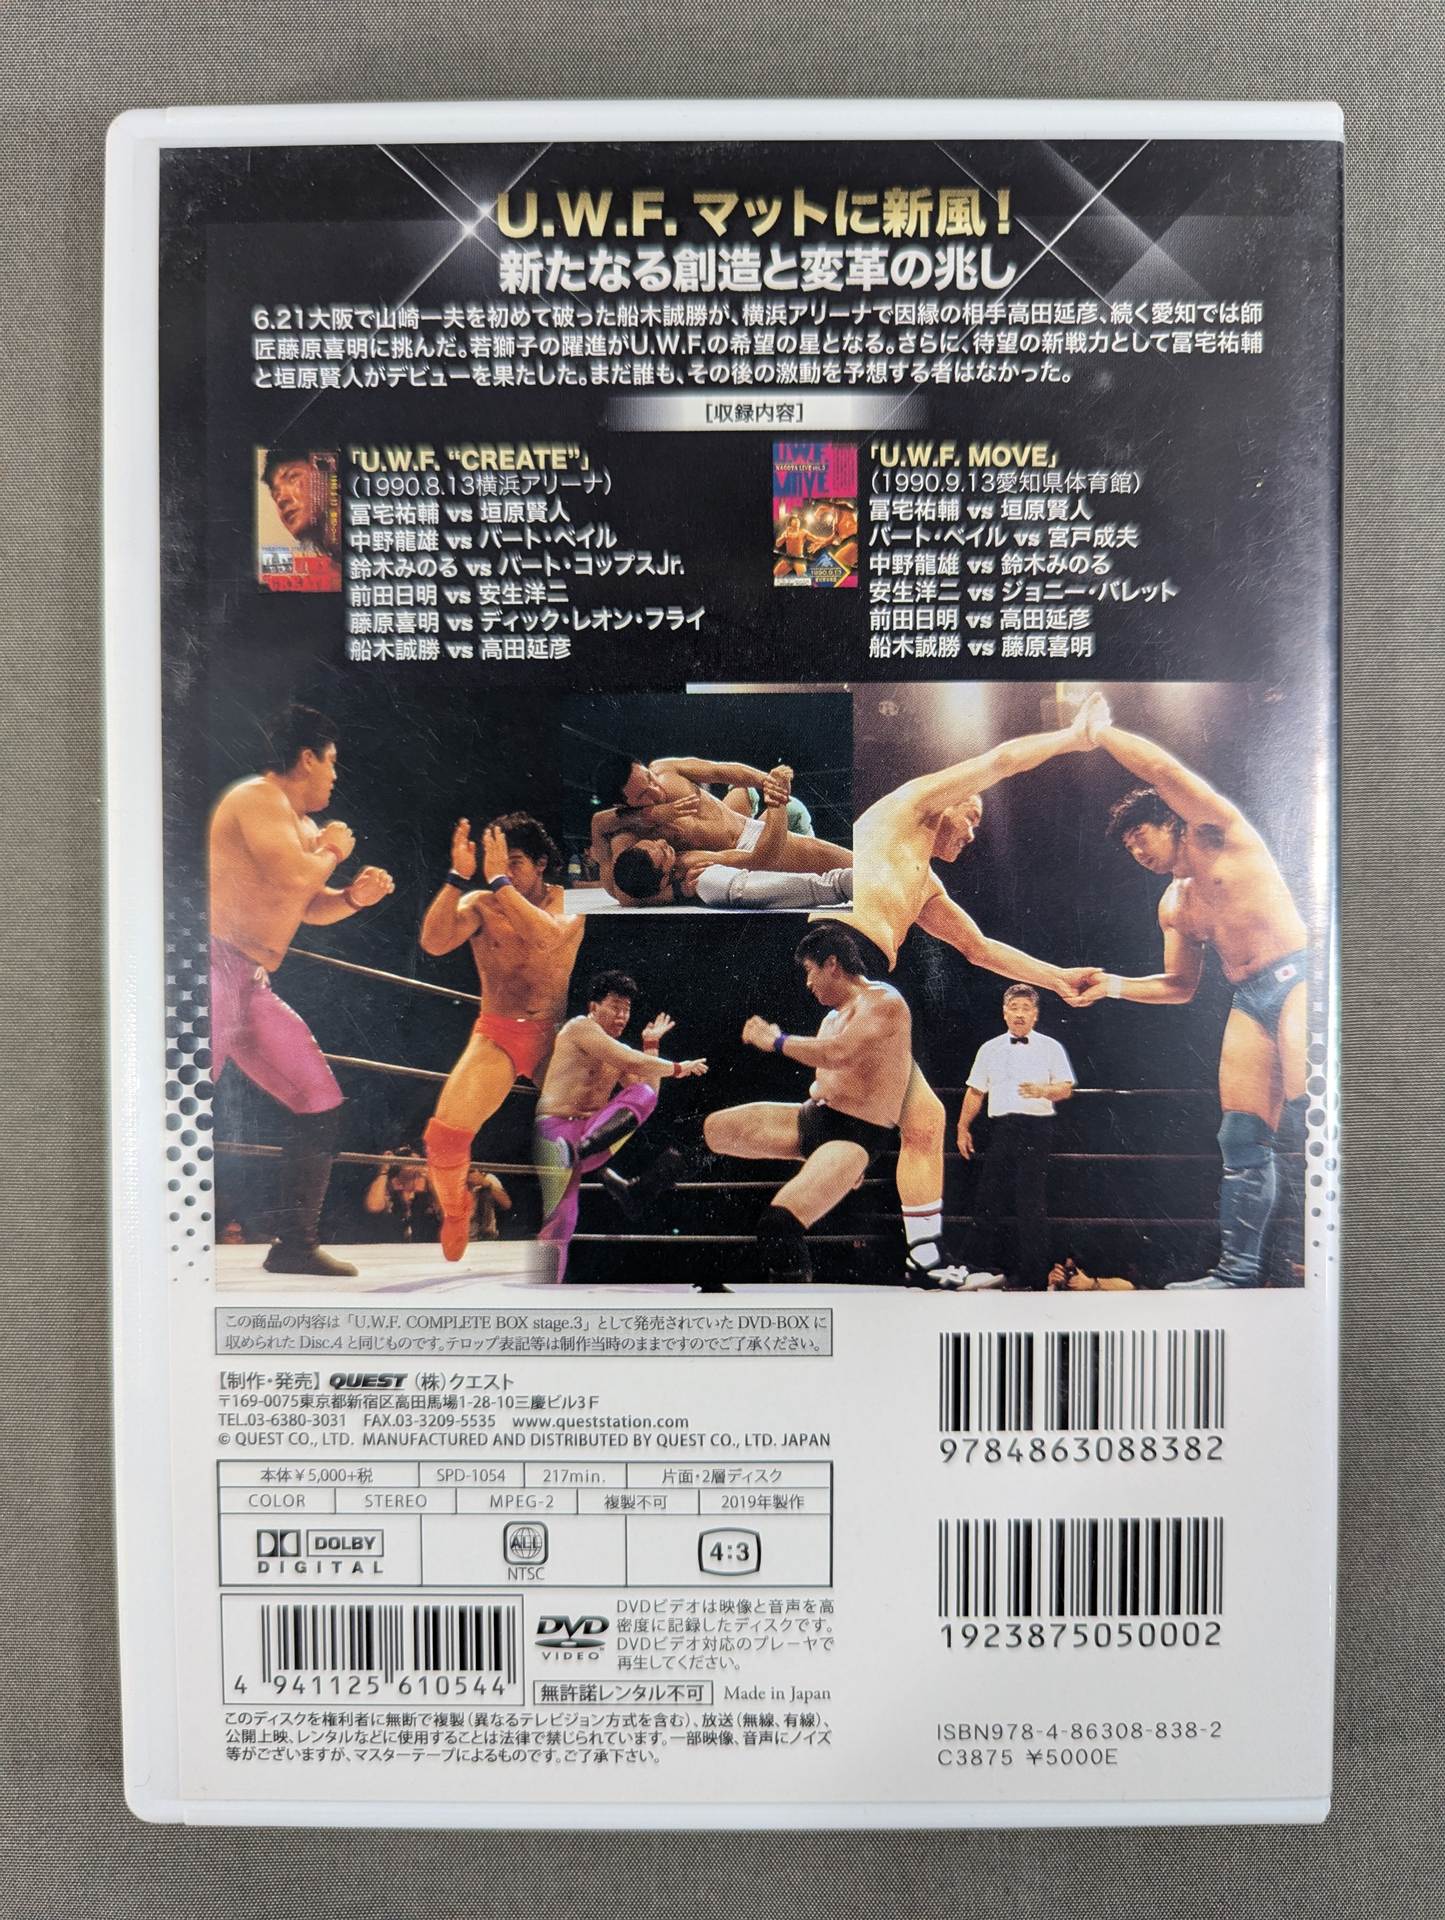 U.W.F. マットに新風!
新たなる創造と変革の兆し
6.21大阪で山崎一夫を初めて破った船木誠勝が、横浜アリーナで因縁の相手高田延彦、続く愛知では師
匠藤原喜明に挑んだ。若獅子の躍進がU.W.F.の希望の星となる。さらに、待望の新戦力として冨宅祐輔
と垣原賢人がデビューを果たした。まだ誰も、その後の激動を予想する者はなかった。
[収録内容]
「U.W.F. “CREATE”」
(1990.8.13横浜アリーナ)
冨宅祐輔 vs 垣原賢人
中野龍雄 vs バート・ベイル
鈴木みのる vs バート・コップスJr.
前田日明 vs 安生洋二
藤原喜明 vs ディック・レオン・フライ
船木誠勝 vs 高田延彦
U.W.F.
NAGOYA LIVE vol.3
MOVE
1990.9.13
「U.W.F. MOVE」
(1990.9.13愛知県体育館)
冨宅祐輔 vs 垣原賢人
バート・ベイル vs 宮戸成夫
中野龍雄 vs 鈴木みのる
安生洋二 vs ジョニー・バレット
前田日明 vs 高田延彦
船木誠勝 vs 藤原喜明
この商品の内容は「U.W.F. COMPLETE BOX stage.3」として発売されていた DVD-BOX に
収められた Disc.4 と同じものです。テロップ表記等は制作当時のままですのでご了承ください。
【制作・発売】 QUEST (株)クエスト
〒169-0075東京都新宿区高田馬場1-28-10三慶ビル3F
TEL.03-6380-3031 FAX.03-3209-5535 www.queststation.com
© QUEST CO., LTD. MANUFACTURED AND DISTRIBUTED BY QUEST CO., LTD. JAPAN
本体¥5,000+税 SPD-1054 217min. 片面・2層ディスク
COLOR STEREO MPEG-2 複製不可 2019年製作
DOLBY
DIGITAL
ALL
NTSC
4:3
4 941125 610544
DVD
VIDEO
DVDビデオは映像と音声を高
密度に記録したディスクです。
DVDビデオ対応のプレーヤで
再生してください。
無許諾レンタル不可 Made in Japan
このディスクを権利者に無断で複製(異なるテレビジョン方式を含む)、放送(無線、有線)、
公開上映、レンタルなどに使用することは法律で禁じられています。一部映像、音声にノイズ
等がございますが、マスターテープによるものです。ご了承下さい。
9784863088382
1923875050002
ISBN978-4-86308-838-2
C3875 ¥5000E